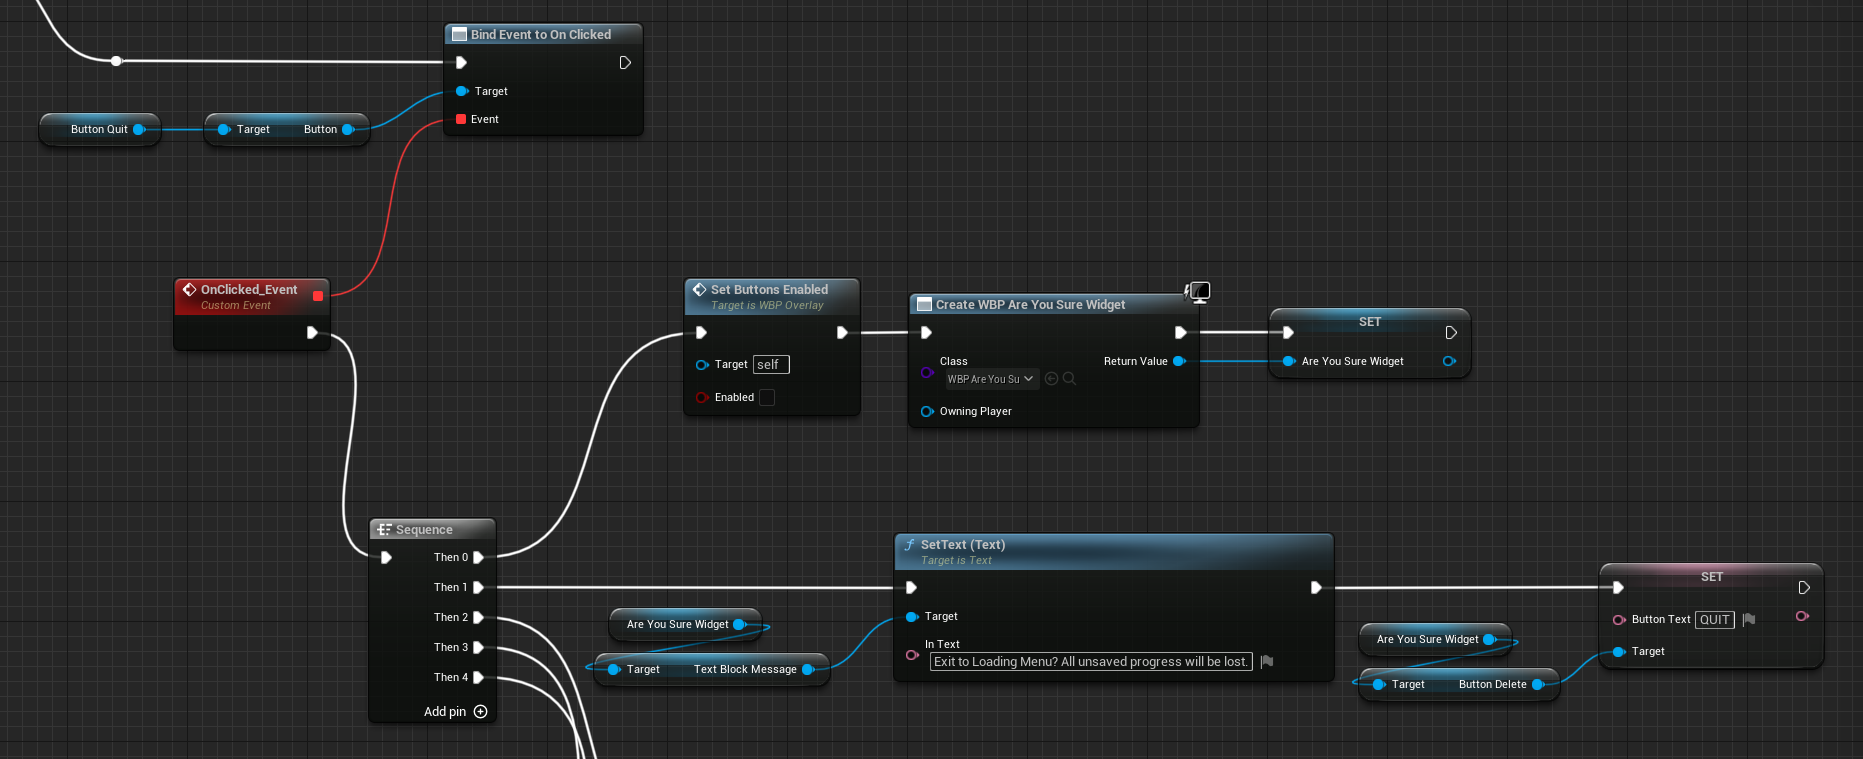 Bind Event to On Clicked
Target
Event
Button Quit
Target Button
OnClicked_Event
Custom Event
Set Buttons Enabled
Target is WBP Overlay
Target self
Enabled
Create WBP Are You Sure Widget
Class
WBP Are You Su
Return Value
Owning Player
SET
Are You Sure Widget
Sequence
Then 0
Then 1
Then 2
Then 3
Then 4
Add pin
Are You Sure Widget
Target Text Block Message
SetText (Text)
Target is Text
Target
In Text
Exit to Loading Menu? All unsaved progress will be lost.
Are You Sure Widget
Target Button Delete
SET
Button Text QUIT
Target